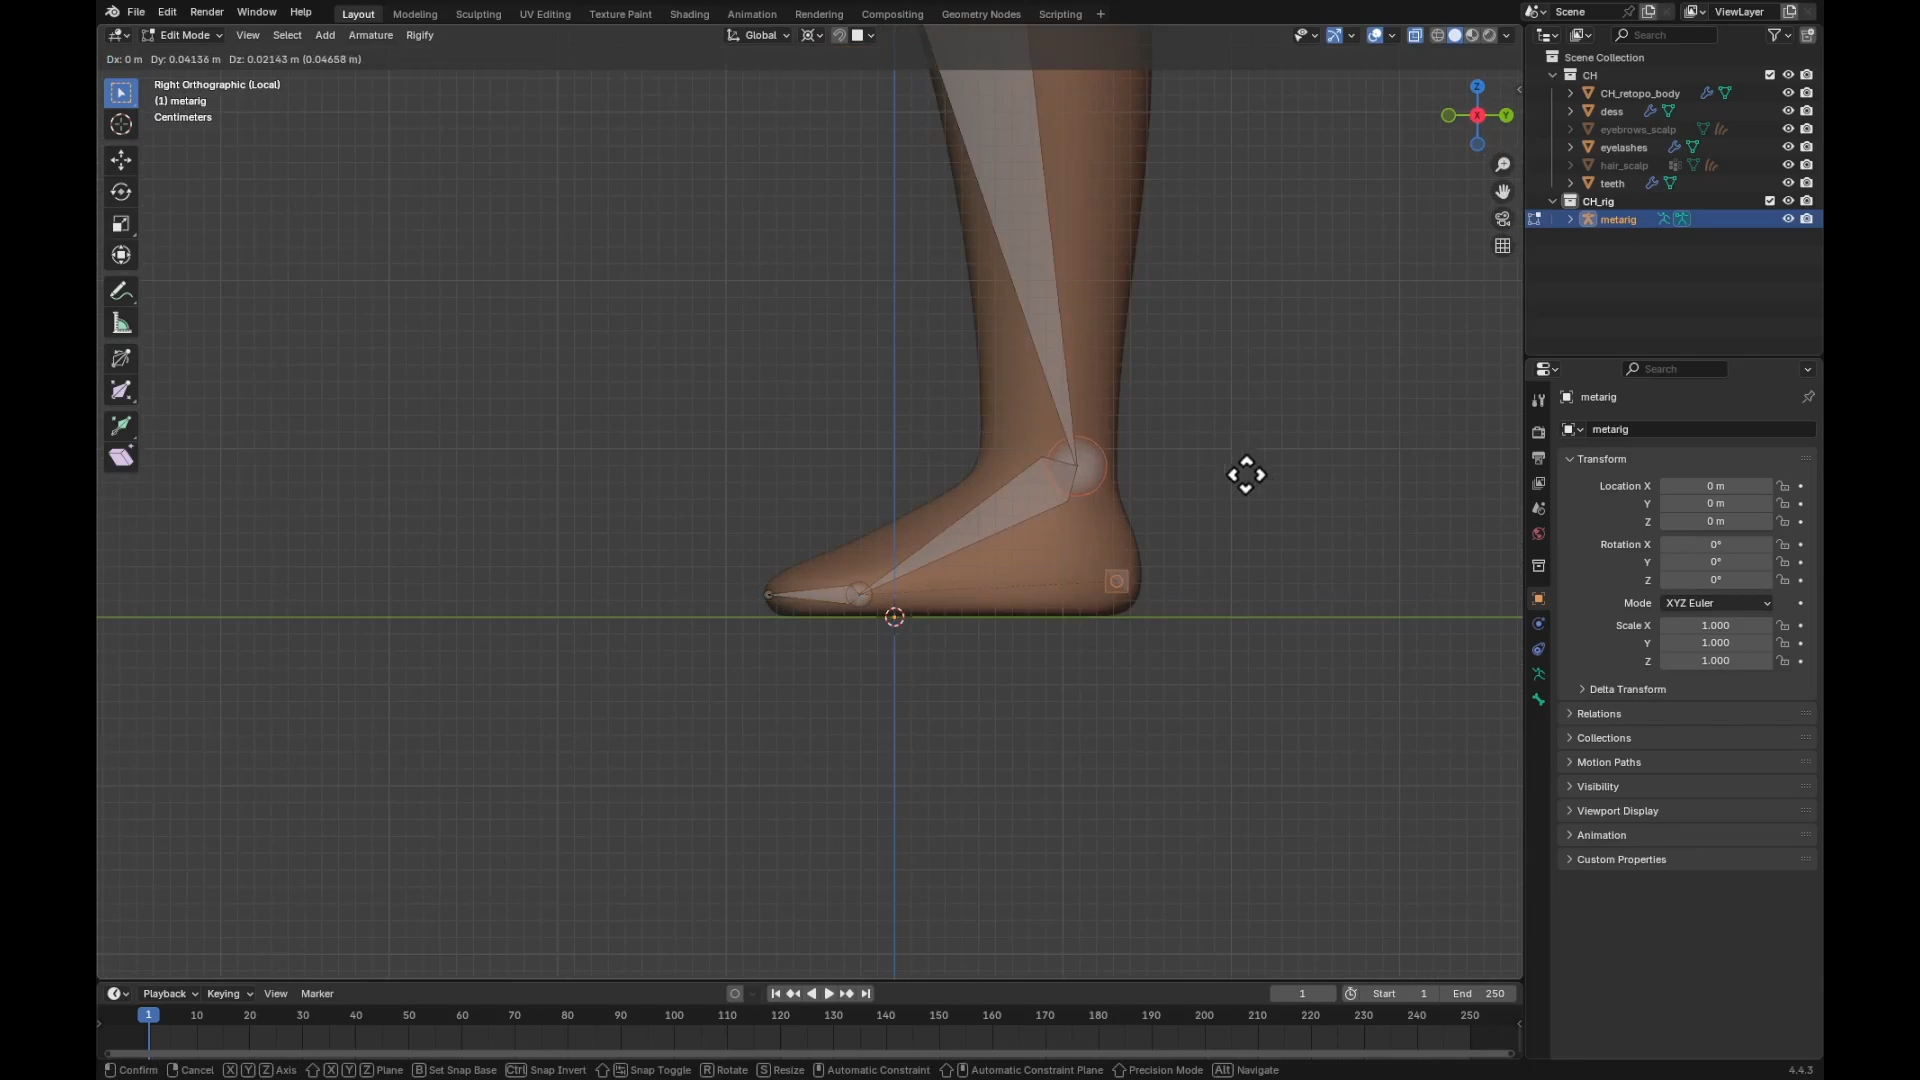 File Edit Render Window Help Layout Modeling Sculpting UV Editing Texture Paint Shading Animation Rendering Compositing Geometry Nodes Scripting + Scene ViewLayer
Edit Mode View Select Add Armature Rigify Global Search
Dx: 0 m Dy: 0.04136 m Dz: 0.02143 m (0.04658 m)
Right Orthographic (Local)
(1) metarig
Centimeters
Z
X
Y
Scene Collection
CH
CH_retopo_body
dess
eyebrows_scalp
eyelashes
hair_scalp
teeth
CH_rig
metarig
Search
metarig
metarig
Transform
Location X 0 m
Y 0 m
Z 0 m
Rotation X 0°
Y 0°
Z 0°
Mode XYZ Euler
Scale X 1.000
Y 1.000
Z 1.000
Delta Transform
Relations
Collections
Motion Paths
Visibility
Viewport Display
Animation
Custom Properties
Playback Keying View Marker 1 Start 1 End 250
1 10 20 30 40 50 60 70 80 90 100 110 120 130 140 150 160 170 180 190 200 210 220 230 240 250
Confirm Cancel X Y Z Axis X Y Z Plane B Set Snap Base Ctrl Snap Invert Snap Toggle R Rotate S Resize Automatic Constraint Automatic Constraint Plane Precision Mode Alt Navigate 4.4.3